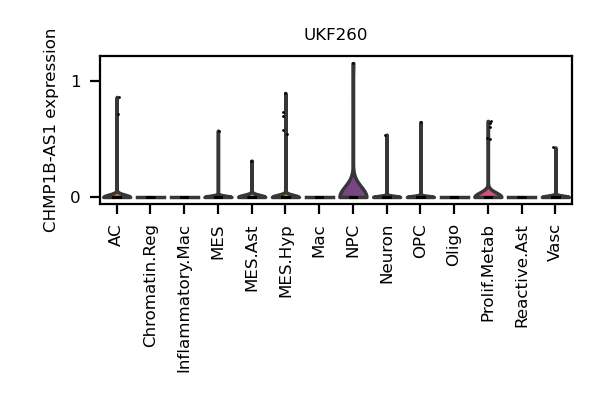 UKF260
CHMP1B-AS1 expression
1
0
AC
Chromatin.Reg
Inflammatory.Mac
MES
MES.Ast
MES.Hyp
Mac
NPC
Neuron
OPC
Oligo
Prolif.Metab
Reactive.Ast
Vasc